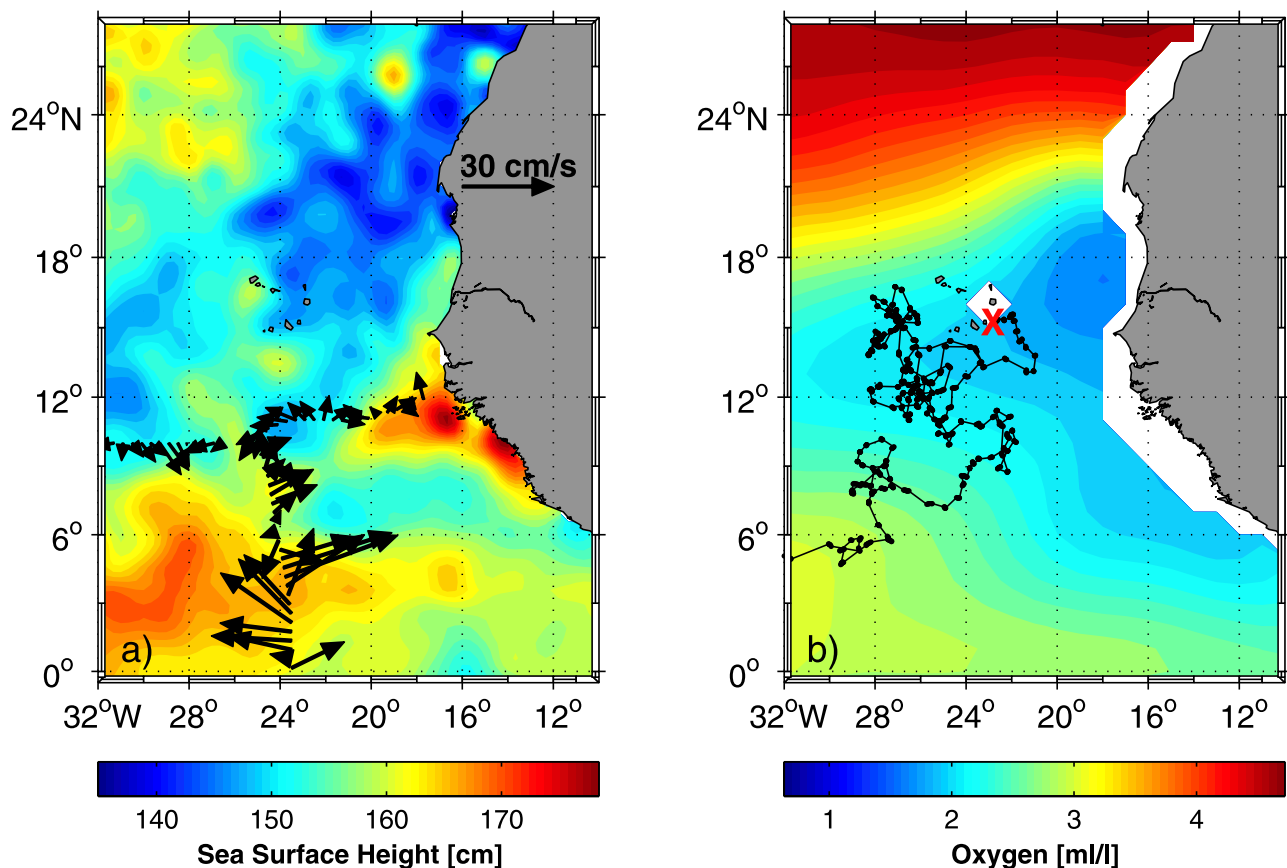 24°N
18°
12°
6°
0°
30 cm/s
a)
32°W 28° 24° 20° 16° 12°
140 150 160 170
Sea Surface Height [cm]
24°N
18°
12°
6°
0°
X
b)
32°W 28° 24° 20° 16° 12°
1 2 3 4
Oxygen [ml/l]